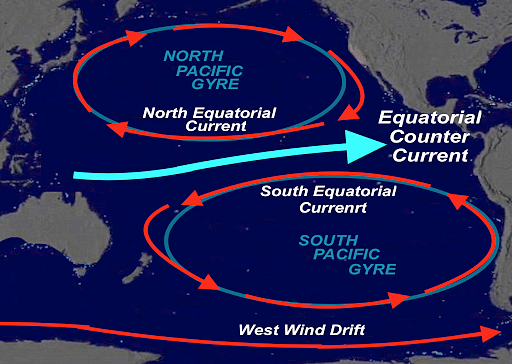 NORTH
PACIFIC
GYRE
North Equatorial
Current
Equatorial
Counter
Current
South Equatorial
Currenrt
SOUTH
PACIFIC
GYRE
West Wind Drift